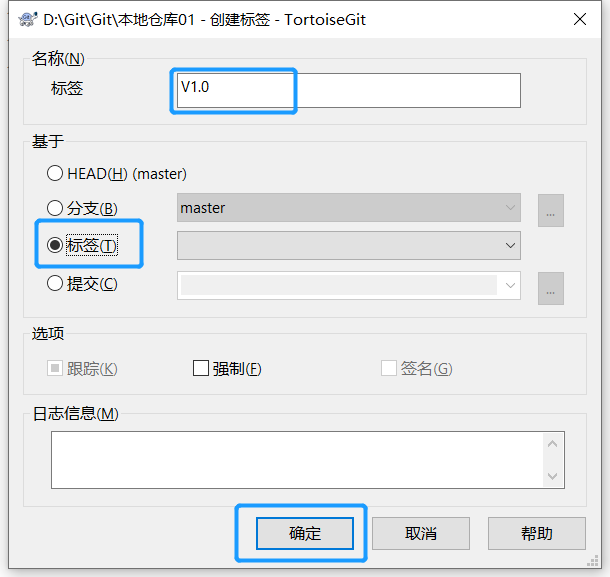 D:\Git\Git\本地仓库01 - 创建标签 - TortoiseGit
名称(N)
标签 V1.0
基于
HEAD(H) (master)
分支(B) master ...
标签(T)
提交(C) ...
选项
跟踪(K) 强制(F) 签名(G)
日志信息(M)
确定 取消 帮助